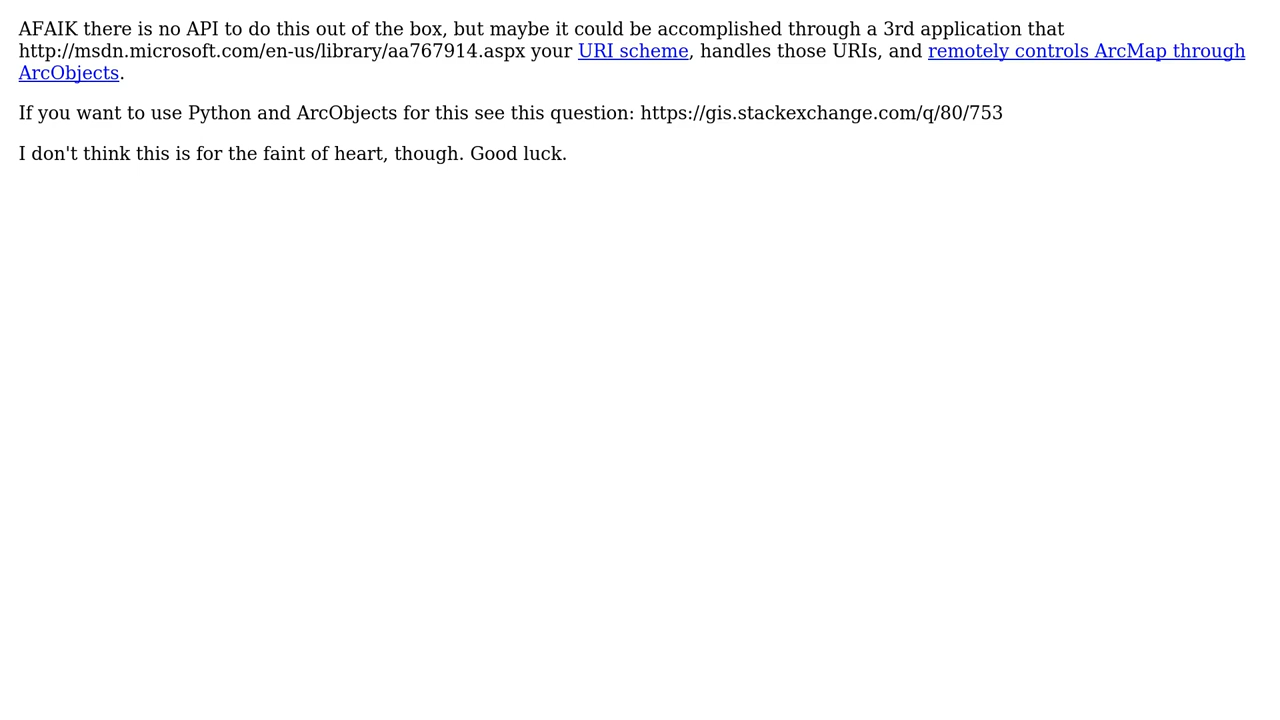 AFAIK there is no API to do this out of the box, but maybe it could be accomplished through a 3rd application that
http://msdn.microsoft.com/en-us/library/aa767914.aspx your URI scheme, handles those URIs, and remotely controls ArcMap through
ArcObjects.
If you want to use Python and ArcObjects for this see this question: https://gis.stackexchange.com/q/80/753
I don't think this is for the faint of heart, though. Good luck.